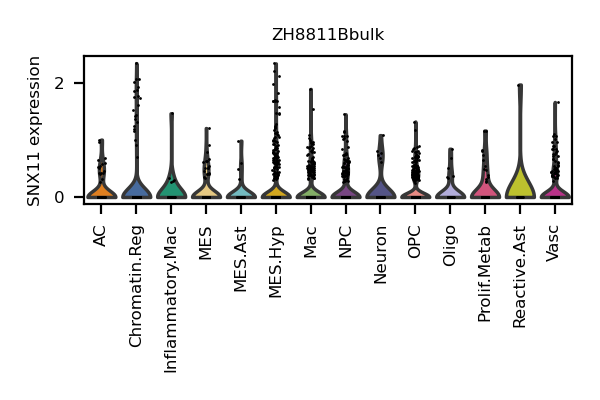 ZH8811Bbulk
SNX11 expression
2
0
AC
Chromatin.Reg
Inflammatory.Mac
MES
MES.Ast
MES.Hyp
Mac
NPC
Neuron
OPC
Oligo
Prolif.Metab
Reactive.Ast
Vasc